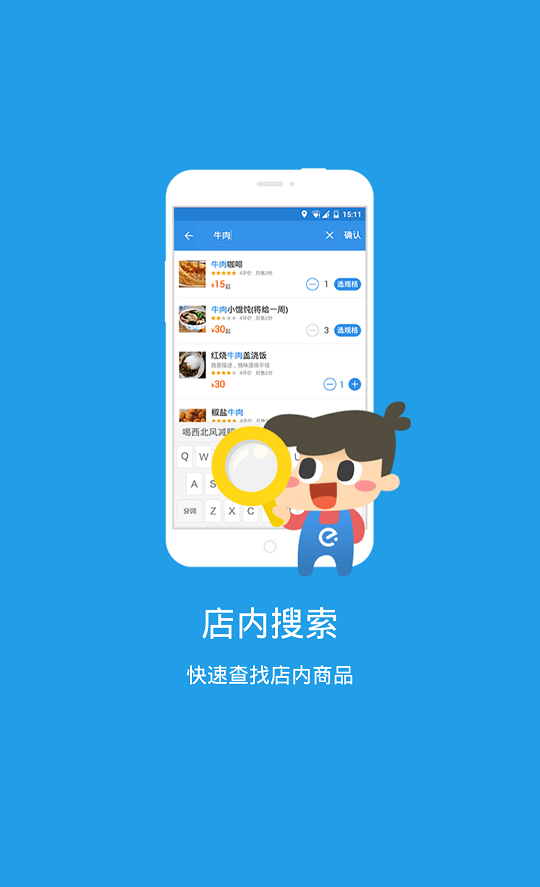 15:11
牛肉
确认
牛肉咖啡
4评价 月售2份
¥15起
1
选规格
牛肉小馄饨(将给一周)
4评价 月售2份
¥30起
3
选规格
红烧牛肉盖浇饭
4评价 月售2份
¥30
1
椒盐牛肉
喝西北风减肥
Q W U
A S
分词 Z X C
店内搜索
快速查找店内商品